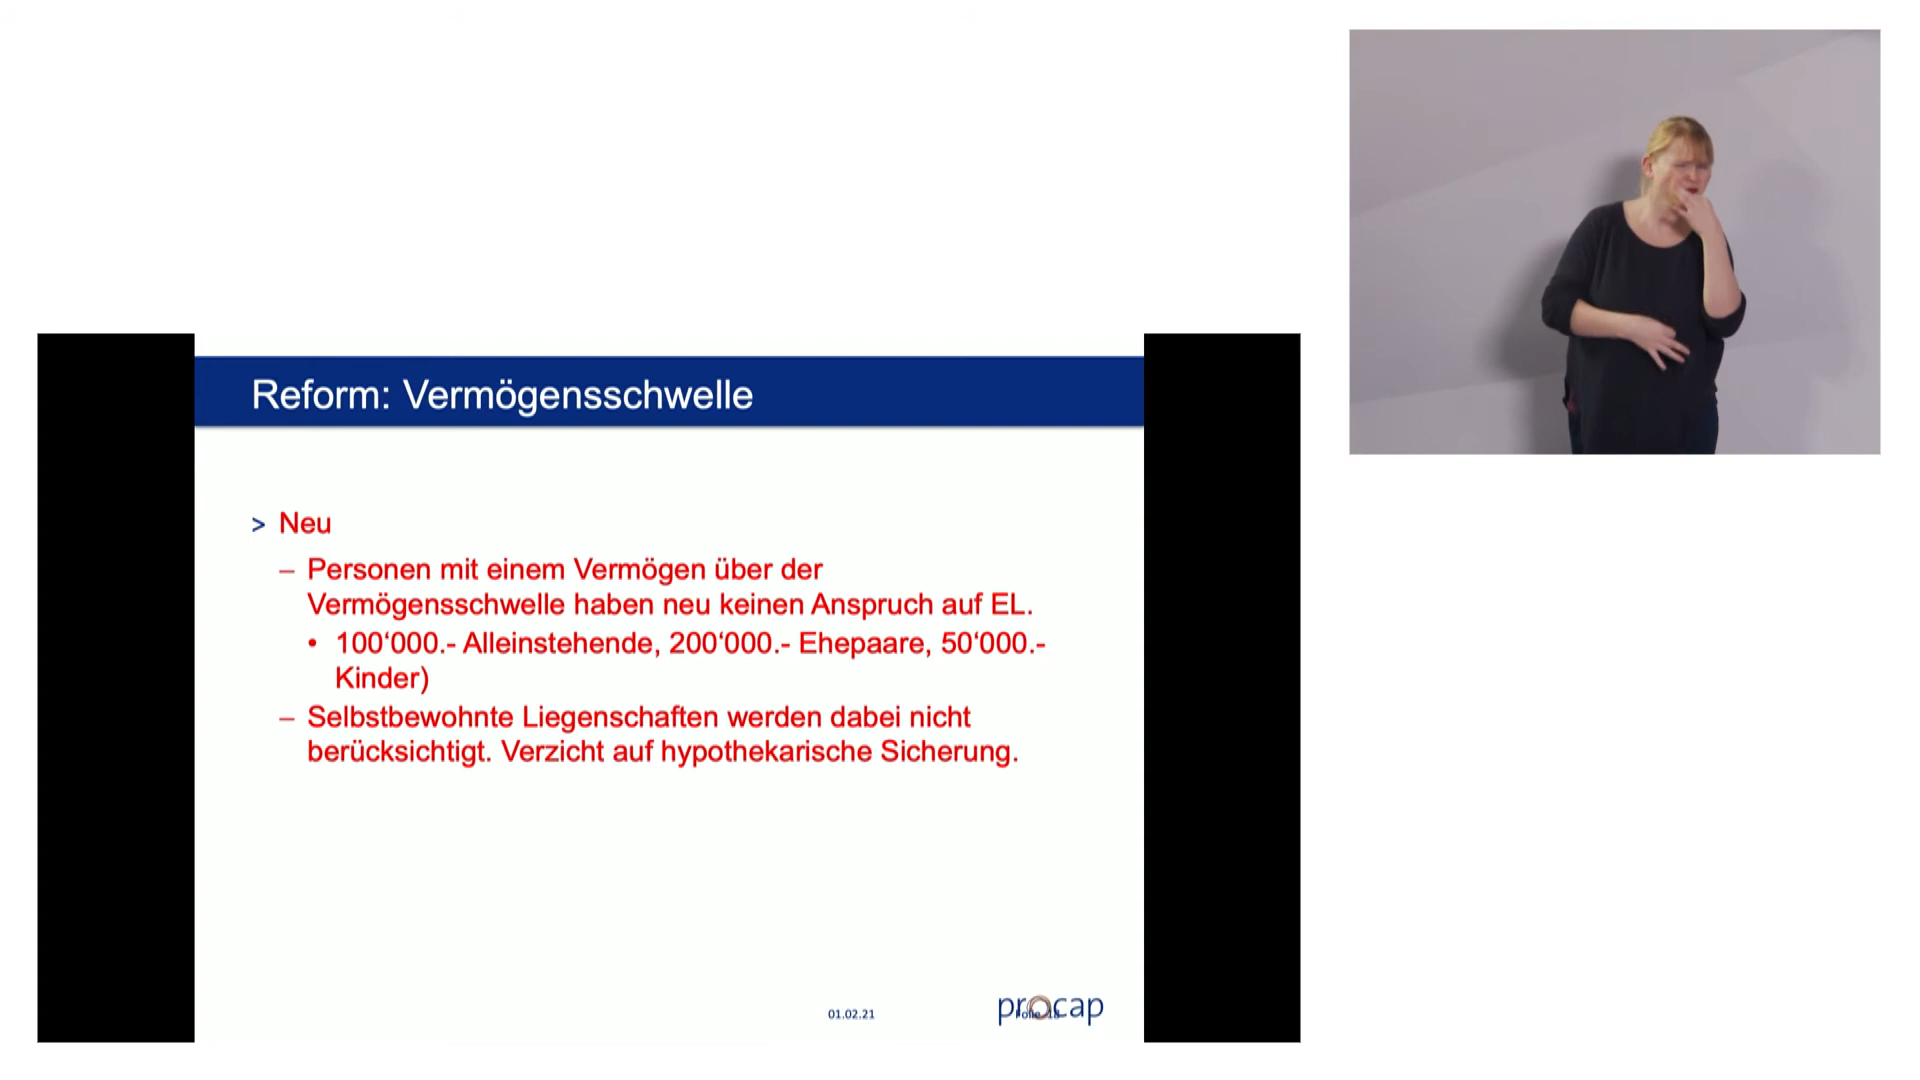 Reform: Vermögensschwelle
> Neu
– Personen mit einem Vermögen über der
Vermögensschwelle haben neu keinen Anspruch auf EL.
• 100‘000.- Alleinstehende, 200‘000.- Ehepaare, 50‘000.-
Kinder)
– Selbstbewohnte Liegenschaften werden dabei nicht
berücksichtigt. Verzicht auf hypothekarische Sicherung.
01.02.21
procap